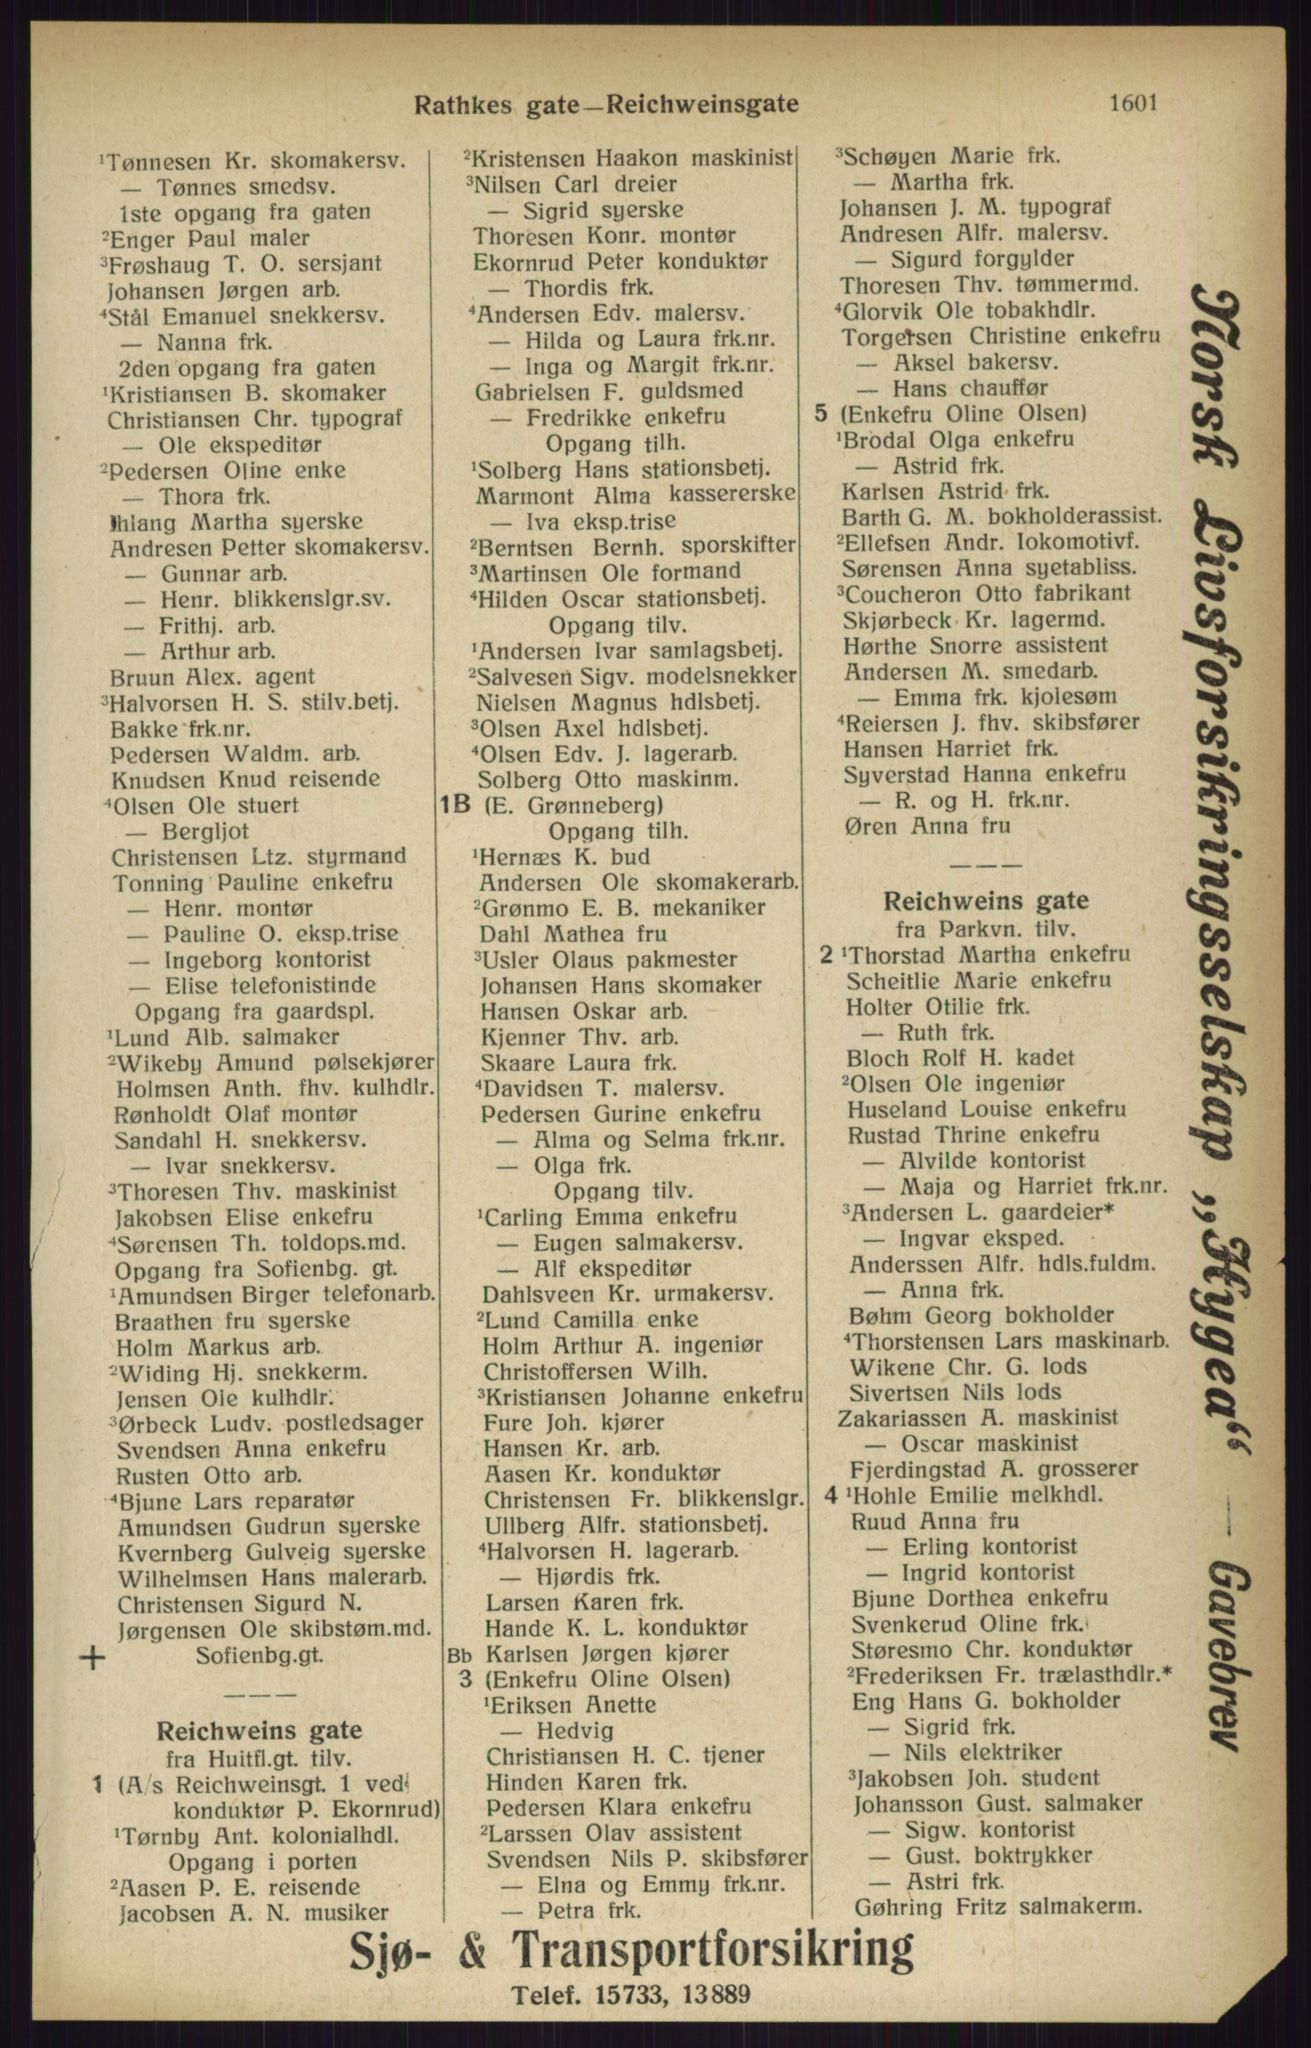 Rathkes gate—Reichweinsgate
1601
¹Tønnesen Kr. skomakersv.
— Tønnes smedsv.
1ste opgang fra gaten
²Enger Paul maler
³Frøshaug T. O. sersjant
Johansen Jørgen arb.
⁴Stål Emanuel snekkersv.
— Nanna frk.
2den opgang fra gaten
¹Kristiansen B. skomaker
Christiansen Chr. typograf
— Ole ekspeditør
²Pedersen Oline enke
— Thora frk.
Ihlang Martha syerske
Andresen Petter skomakersv.
— Gunnar arb.
— Henr. blikkenslgr.sv.
— Frithj. arb.
— Arthur arb.
Bruun Alex. agent
³Halvorsen H. S. stilv.betj.
Bakke frk.nr.
Pedersen Waldm. arb.
Knudsen Knud reisende
⁴Olsen Ole stuert
— Bergljot
Christensen Ltz. styrmand
Tonning Pauline enkefru
— Henr. montør
— Pauline O. eksp.trise
— Ingeborg kontorist
— Elise telefonistinde
Opgang fra gaardspl.
¹Lund Alb. salmaker
²Wikeby Amund pølsekjører
Holmsen Anth. fhv. kulhdlr.
Rønholdt Olaf montør
Sandahl H. snekkersv.
— Ivar snekkersv.
³Thoresen Thv. maskinist
Jakobsen Elise enkefru
⁴Sørensen Th. toldops.md.
Opgang fra Sofienbg. gt.
¹Amundsen Birger telefonarb.
Braathen fru syerske
Holm Markus arb.
²Widing Hj. snekkerm.
Jensen Ole kulhdlr.
³Ørbeck Ludv. postledsager
Svendsen Anna enkefru
Rusten Otto arb.
⁴Bjune Lars reparatør
Amundsen Gudrun syerske
Kvernberg Gulveig syerske
Wilhelmsen Hans malerarb.
Christensen Sigurd N.
Jørgensen Ole skibstøm.md.
+ Sofienbg.gt.
———
Reichweins gate
fra Huitfl.gt. tilv.
1 (A/s Reichweinsgt. 1 ved
konduktør P. Ekornrud)
¹Tørnby Ant. kolonialhdl.
Opgang i porten
²Aasen P. E. reisende
Jacobsen A. N. musiker
²Kristensen Haakon maskinist
³Nilsen Carl dreier
— Sigrid syerske
Thoresen Konr. montør
Ekornrud Peter konduktør
— Thordis frk.
⁴Andersen Edv. malersv.
— Hilda og Laura frk.nr.
— Inga og Margit frk.nr.
Gabrielsen F. guldsmed
— Fredrikke enkefru
Opgang tilh.
¹Solberg Hans stationsbetj.
Marmont Alma kassererske
— Iva eksp.trise
²Berntsen Bernh. sporskifter
³Martinsen Ole formand
⁴Hilden Oscar stationsbetj.
Opgang tilv.
¹Andersen Ivar samlagsbetj.
²Salvesen Sigv. modelsnekker
Nielsen Magnus hdlsbetj.
³Olsen Axel hdlsbetj.
⁴Olsen Edv. J. lagerarb.
Solberg Otto maskinm.
1B (E. Grønneberg)
Opgang tilh.
¹Hernæs K. bud
Andersen Ole skomakerarb.
²Grønmo E. B. mekaniker
Dahl Mathea fru
³Usler Olaus pakmester
Johansen Hans skomaker
Hansen Oskar arb.
Kjenner Thv. arb.
Skaare Laura frk.
⁴Davidsen T. malersv.
Pedersen Gurine enkefru
— Alma og Selma frk.nr.
— Olga frk.
Opgang tilv.
¹Carling Emma enkefru
— Eugen salmakersv.
— Alf ekspeditør
Dahlsveen Kr. urmakersv.
²Lund Camilla enke
Holm Arthur A. ingeniør
Christoffersen Wilh.
³Kristiansen Johanne enkefru
Fure Joh. kjører
Hansen Kr. arb.
Aasen Kr. konduktør
Christensen Fr. blikkenslgr.
Ullberg Alfr. stationsbetj.
⁴Halvorsen H. lagerarb.
— Hjørdis frk.
Larsen Karen frk.
Hande K. L. konduktør
Bb Karlsen Jørgen kjører
3 (Enkefru Oline Olsen)
¹Eriksen Anette
— Hedvig
Christiansen H. C. tjener
Hinden Karen frk.
Pedersen Klara enkefru
²Larssen Olav assistent
Svendsen Nils P. skibsfører
— Elna og Emmy frk.nr.
— Petra frk.
³Schøyen Marie frk.
— Martha frk.
Johansen J. M. typograf
Andresen Alfr. malersv.
— Sigurd forgylder
Thoresen Thv. tømmermd.
⁴Glorvik Ole tobakhdlr.
Torgersen Christine enkefru
— Aksel bakersv.
— Hans chauffør
5 (Enkefru Oline Olsen)
¹Brodal Olga enkefru
— Astrid frk.
Karlsen Astrid frk.
Barth G. M. bokholderassist.
²Ellefsen Andr. lokomotivf.
Sørensen Anna syetabliss.
³Coucheron Otto fabrikant
Skjørbeck Kr. lagermd.
Hørthe Snorre assistent
Andersen M. smedarb.
— Emma frk. kjolesøm
⁴Reiersen J. fhv. skibsfører
Hansen Harriet frk.
Syverstad Hanna enkefru
— R. og H. frk.nr.
Øren Anna fru
———
Reichweins gate
fra Parkvn. tilv.
2 ¹Thorstad Martha enkefru
Scheitlie Marie enkefru
Holter Otilie frk.
— Ruth frk.
Bloch Rolf H. kadet
²Olsen Ole ingeniør
Huseland Louise enkefru
Rustad Thrine enkefru
— Alvilde kontorist
— Maja og Harriet frk.nr.
³Andersen L. gaardeier*
— Ingvar eksped.
Anderssen Alfr. hdls.fuldm.
— Anna frk.
Bøhm Georg bokholder
⁴Thorstensen Lars maskinarb.
Wikene Chr. G. lods
Sivertsen Nils lods
Zakariassen A. maskinist
— Oscar maskinist
Fjerdingstad A. grosserer
4 ¹Hohle Emilie melkhdl.
Ruud Anna fru
— Erling kontorist
— Ingrid kontorist
Bjune Dorthea enkefru
Svenkerud Oline frk.
Støresmo Chr. konduktør
²Frederiksen Fr. trælasthdlr.*
Eng Hans G. bokholder
— Sigrid frk.
— Nils elektriker
³Jakobsen Joh. student
Johansson Gust. salmaker
— Sigw. kontorist
— Gust. boktrykker
— Astri frk.
Gøhring Fritz salmakerm.
Norsk Livsforsikringsselskap „Hygea“ — Gavebrev
Sjø- & Transportforsikring
Telef. 15733, 13889